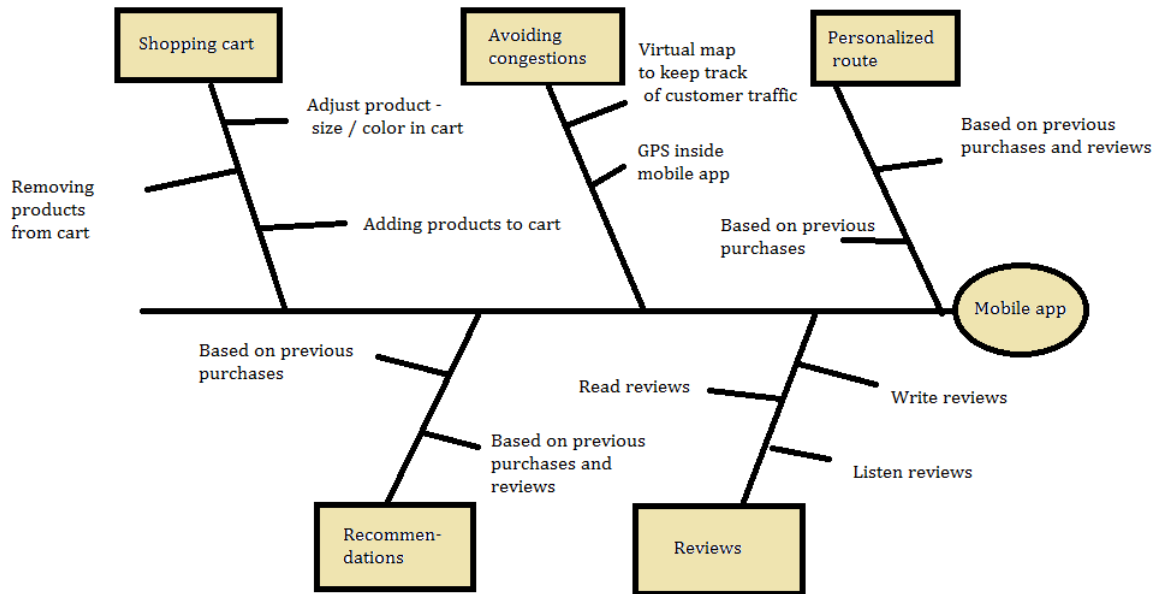 Shopping cart
Avoiding
congestions
Personalized
route
Virtual map
to keep track
of customer traffic
Adjust product -
size / color in cart
Based on previous
purchases and reviews
GPS inside
mobile app
Removing
products
from cart
Adding products to cart
Based on previous
purchases
Mobile app
Based on previous
purchases
Read reviews
Write reviews
Based on previous
purchases and
reviews
Listen reviews
Recommen-
dations
Reviews